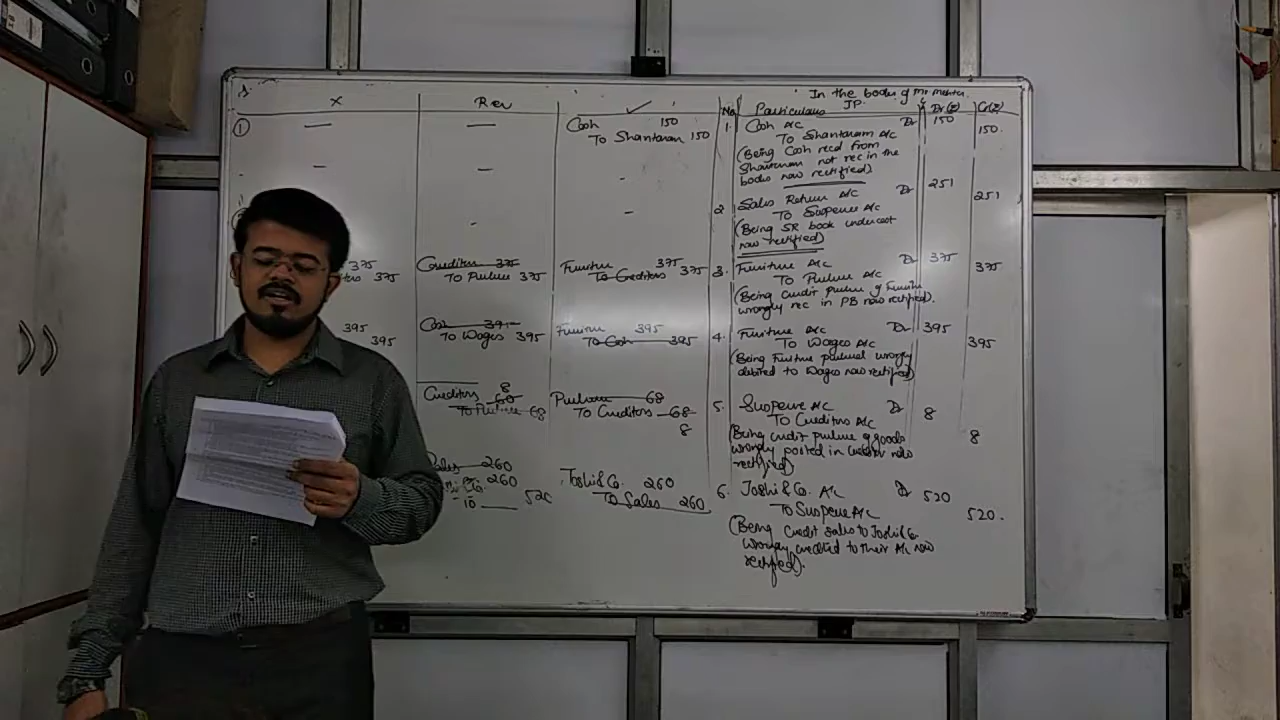 In the books of Mr Mehta.
X Rev ✓ No Particulars JP. Dr(₹) Cr(₹)
① — — Cash 150
To Shantaram 150
1. Cash A/c Dr 150
To Shantaram A/c 150.
(Being Cash recd from
Shantaram not rec in the
books now rectified)
2 Sales Return A/c Dr 251
To Suspense A/c 251
(Being SR book undercast
now rectified)
375
375
Creditors 375
To Purchase 375
Furniture 375
To Creditors 375
3. Furniture A/c Dr 375
To Purchase A/c 375
(Being credit purchase of Furniture
wrongly rec in PB now rectified).
395
395
Cash 395
To Wages 395
Furniture 395
To Cash 395
4. Furniture A/c Dr 395
To Wages A/c 395
(Being Furniture purchased wrongly
debited to Wages now rectified)
8
Creditors 68
To Purchase 68
Purchase 68
To Creditors 68
8
5. Suspense A/c Dr 8
To Creditors A/c 8
(Being credit purchase of goods
wrongly posted in creditor now
rectified)
Sales 260
260
To 520
Joshi & Co. 260
To Sales 260
6. Joshi & Co. A/c Dr 520
To Suspense A/c 520.
(Being Credit sales to Joshi & Co.
wrongly credited to their A/c now
rectified).